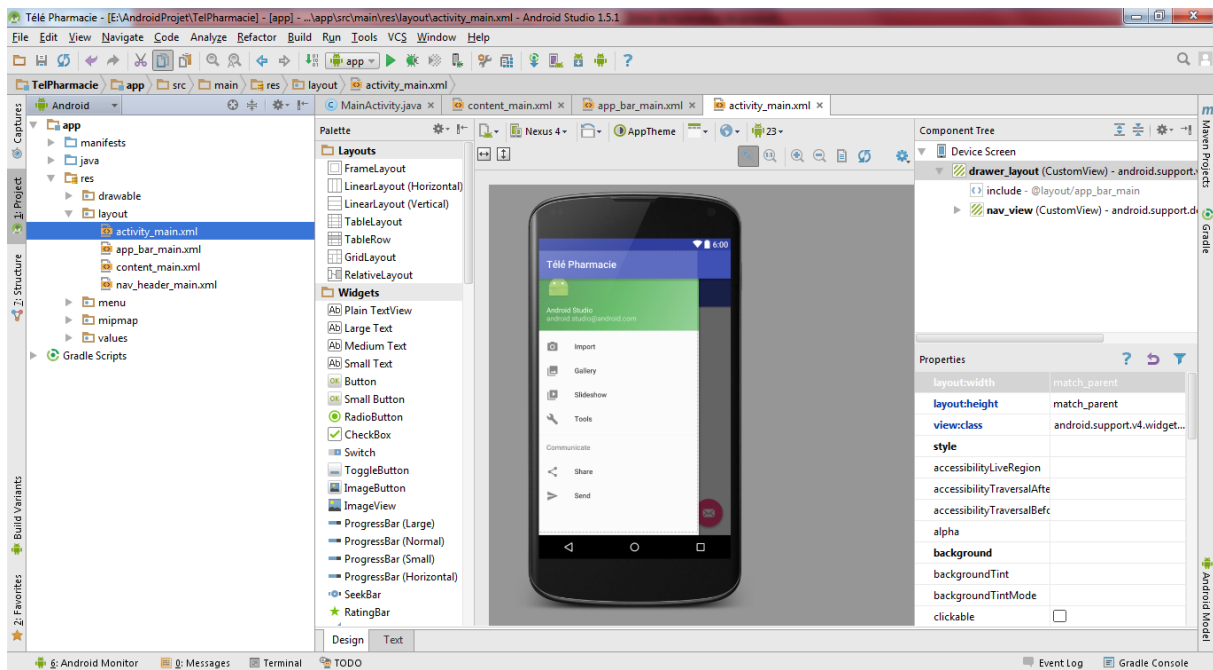 Télé Pharmacie - [E:\AndroidProjet\TelPharmacie] - [app] - ...\app\src\main\res\layout\activity_main.xml - Android Studio 1.5.1
File Edit View Navigate Code Analyze Refactor Build Run Tools VCS Window Help
app
TelPharmacie app src main res layout activity_main.xml
Android
MainActivity.java content_main.xml app_bar_main.xml activity_main.xml
Captures
1: Project
2: Structure
Build Variants
2: Favorites
app
manifests
java
res
drawable
layout
activity_main.xml
app_bar_main.xml
content_main.xml
nav_header_main.xml
menu
mipmap
values
Gradle Scripts
Palette
Layouts
FrameLayout
LinearLayout (Horizontal)
LinearLayout (Vertical)
TableLayout
TableRow
GridLayout
RelativeLayout
Widgets
Plain TextView
Large Text
Medium Text
Small Text
Button
Small Button
RadioButton
CheckBox
Switch
ToggleButton
ImageButton
ImageView
ProgressBar (Large)
ProgressBar (Normal)
ProgressBar (Small)
ProgressBar (Horizontal)
SeekBar
RatingBar
Nexus 4 AppTheme 23
6:00
Télé Pharmacie
Android Studio
android.studio@android.com
Import
Gallery
Slideshow
Tools
Communicate
Share
Send
Design Text
Component Tree
Device Screen
drawer_layout (CustomView) - android.support.
include - @layout/app_bar_main
nav_view (CustomView) - android.support.d
Properties
layout:width match_parent
layout:height match_parent
view:class android.support.v4.widget...
style
accessibilityLiveRegion
accessibilityTraversalAfte
accessibilityTraversalBefo
alpha
background
backgroundTint
backgroundTintMode
clickable
Maven Projects
Gradle
Android Model
6: Android Monitor 0: Messages Terminal TODO Event Log Gradle Console